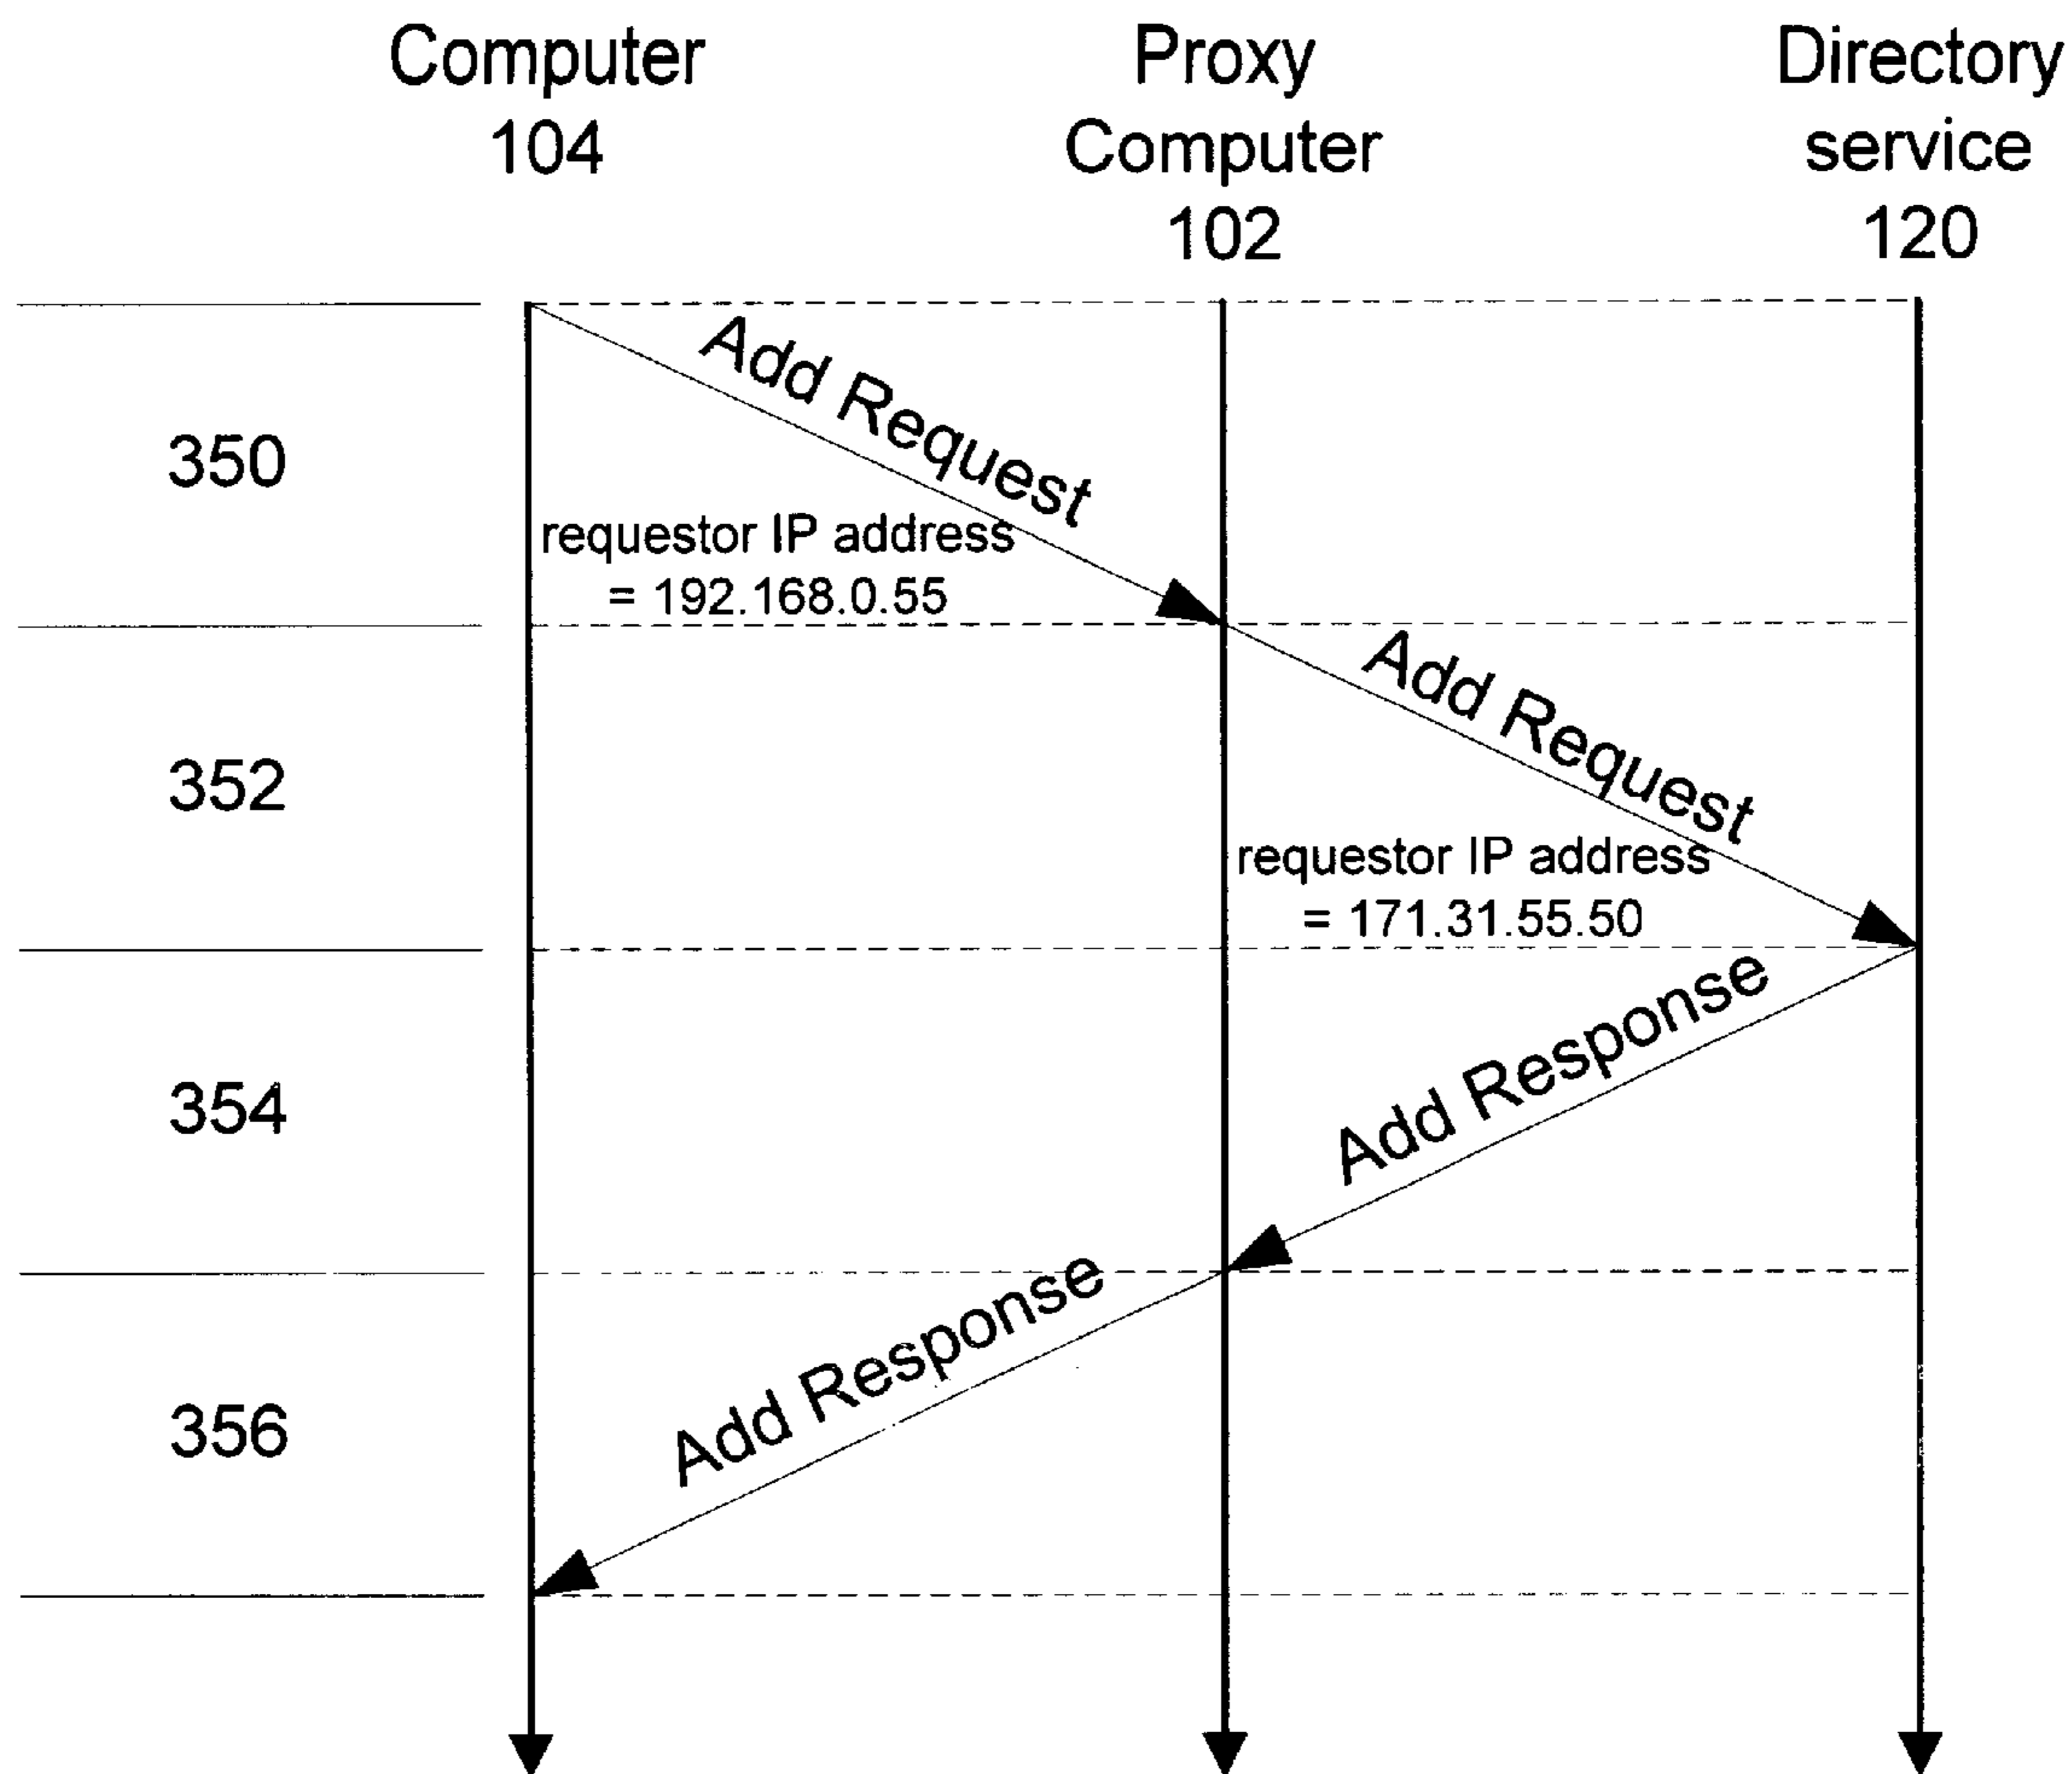 Computer
104
Proxy
Computer
102
Directory
service
120
350
Add Request
requestor IP address
= 192.168.0.55
352
Add Request
requestor IP address
= 171.31.55.50
354
Add Response
356
Add Response